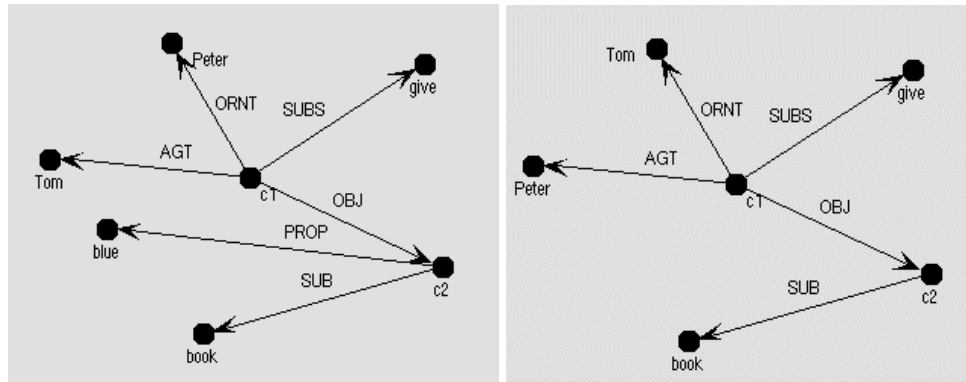 Peter
give
ORNT
SUBS
AGT
Tom
c1
OBJ
PROP
blue
SUB
c2
book
Tom
give
ORNT
SUBS
AGT
Peter
c1
OBJ
SUB
c2
book